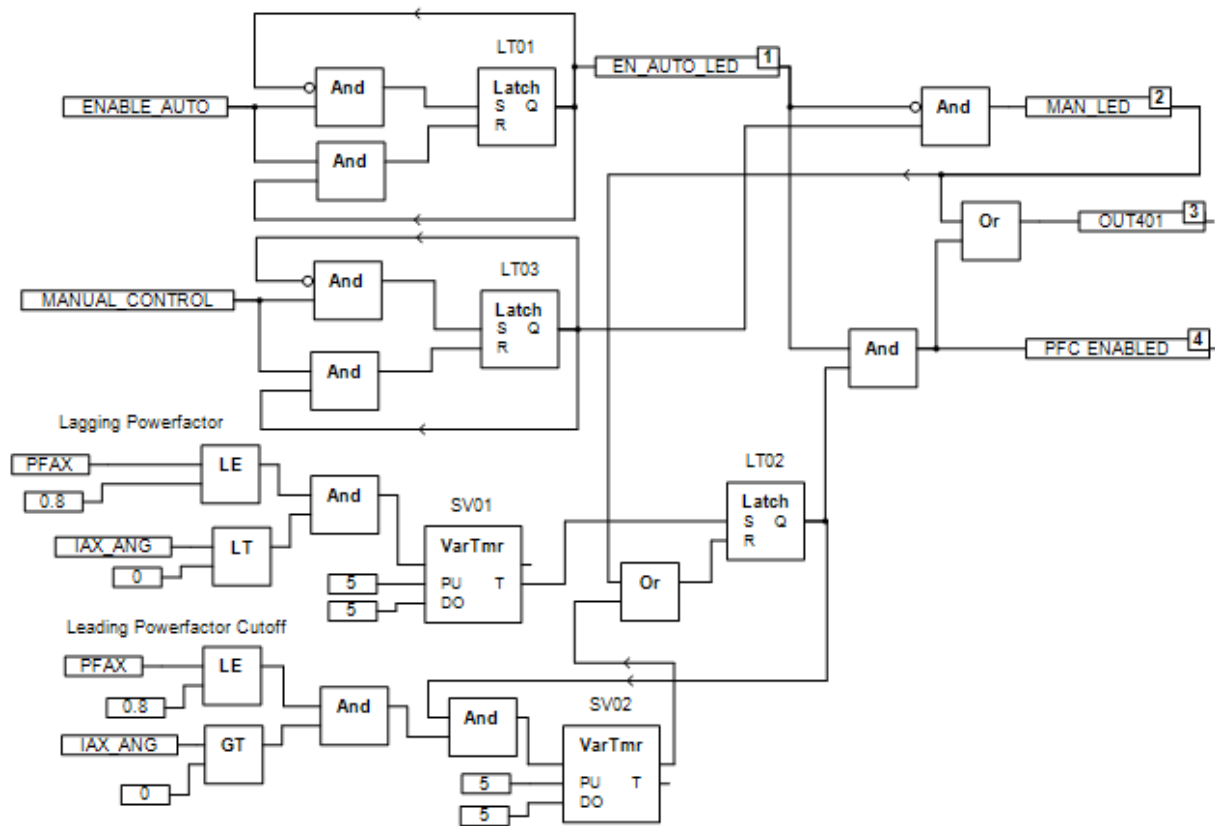 LT01
EN_AUTO_LED 1
And
Latch
S Q
R
ENABLE_AUTO
And
And
MAN_LED 2
Or
OUT401 3
LT03
And
Latch
S Q
R
MANUAL_CONTROL
And
And
PFC ENABLED 4
Lagging Powerfactor
PFAX
LE
0.8
And
IAX_ANG
LT
0
SV01
VarTmr
5
PU T
5
DO
LT02
Latch
S Q
R
Or
Leading Powerfactor Cutoff
PFAX
LE
0.8
And
IAX_ANG
GT
0
And
SV02
VarTmr
5
PU T
5
DO